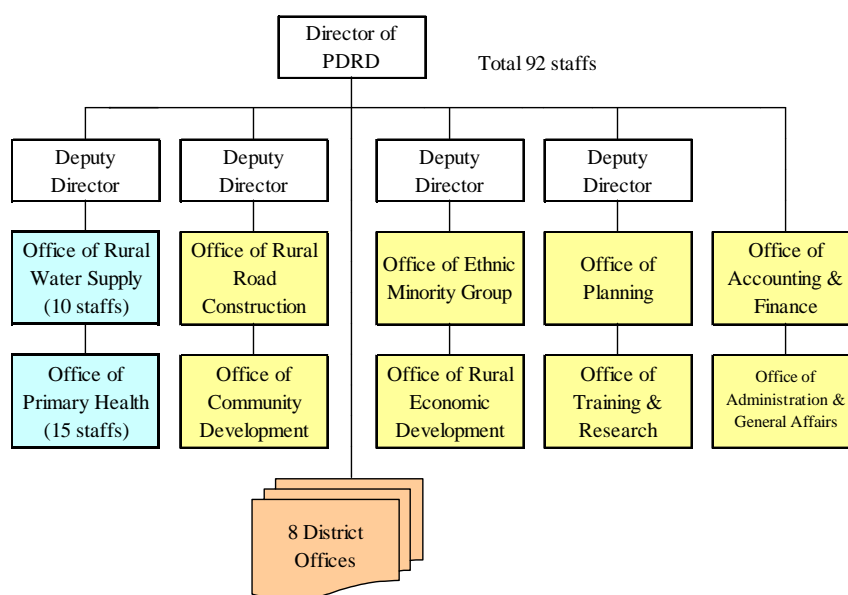 Director of
PDRD
Total 92 staffs
Deputy
Director
Deputy
Director
Deputy
Director
Deputy
Director
Office of Rural
Water Supply
(10 staffs)
Office of Rural
Road
Construction
Office of Ethnic
Minority Group
Office of
Planning
Office of
Accounting &
Finance
Office of
Primary Health
(15 staffs)
Office of
Community
Development
Office of Rural
Economic
Development
Office of
Training &
Research
Office of
Administration &
General Affairs
8 District
Offices